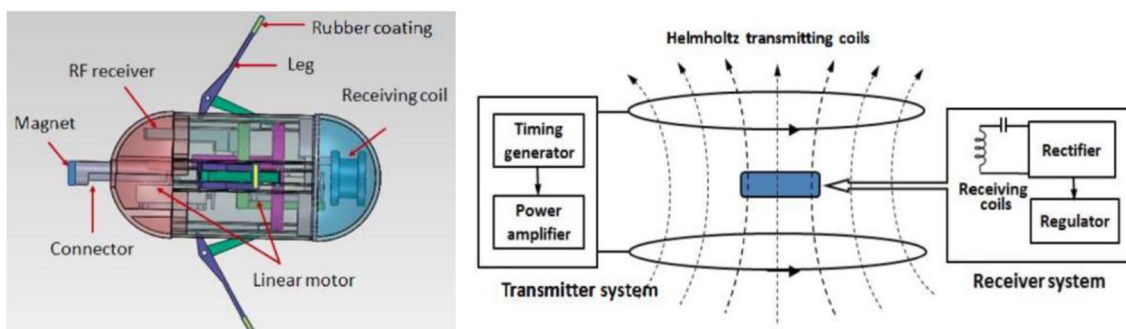 Rubber coating
Leg
RF receiver
Receiving coil
Magnet
Connector
Linear motor
Helmholtz transmitting coils
Timing
generator
Power
amplifier
Transmitter system
Rectifier
Receiving
coils
Regulator
Receiver system